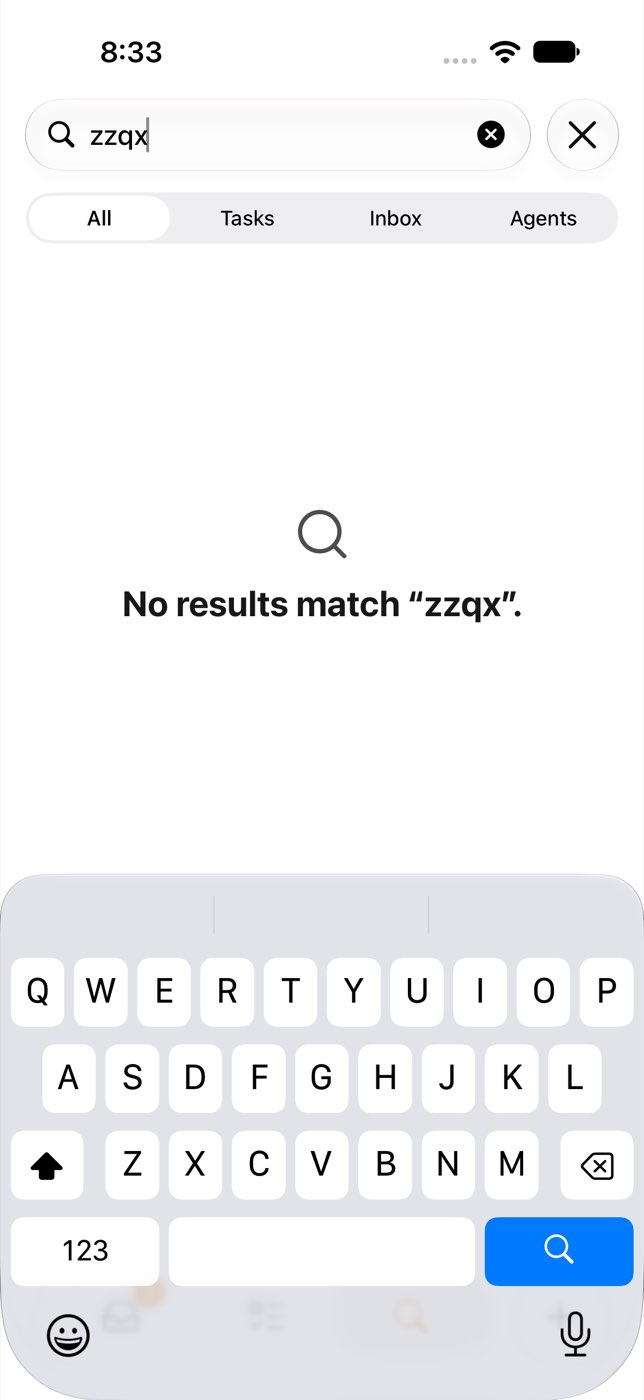 8:33
zzqx
All Tasks Inbox Agents
No results match “zzqx”.
Q W E R T Y U I O P
A S D F G H J K L
Z X C V B N M
123